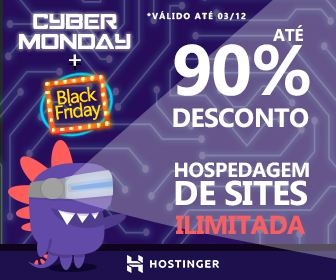 CYBER
MONDAY
+
Black
Friday
*VÁLIDO ATÉ 03/12
ATÉ
90%
DESCONTO
HOSPEDAGEM
DE SITES
ILIMITADA
HOSTINGER